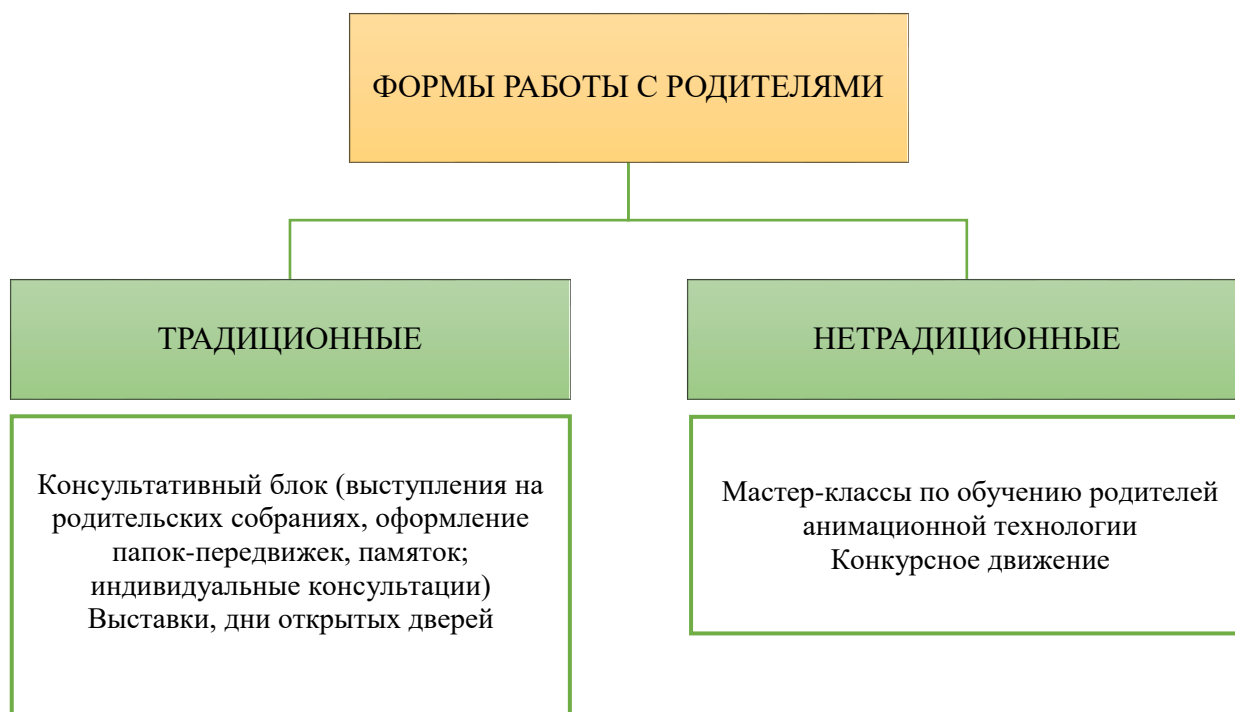 ФОРМЫ РАБОТЫ С РОДИТЕЛЯМИ
ТРАДИЦИОННЫЕ
Консультативный блок (выступления на
родительских собраниях, оформление
папок-передвижек, памяток;
индивидуальные консультации)
Выставки, дни открытых дверей
НЕТРАДИЦИОННЫЕ
Мастер-классы по обучению родителей
анимационной технологии
Конкурсное движение